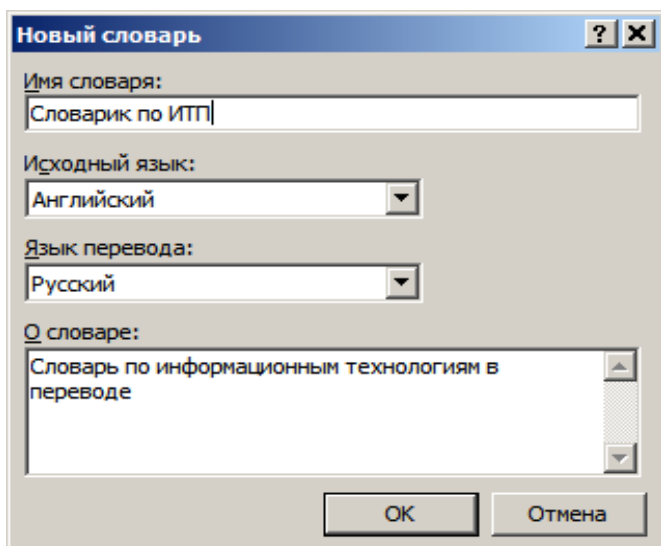 Новый словарь
Имя словаря:
Словарик по ИТП
Исходный язык:
Английский
Язык перевода:
Русский
О словаре:
Словарь по информационным технологиям в
переводе
ОК Отмена